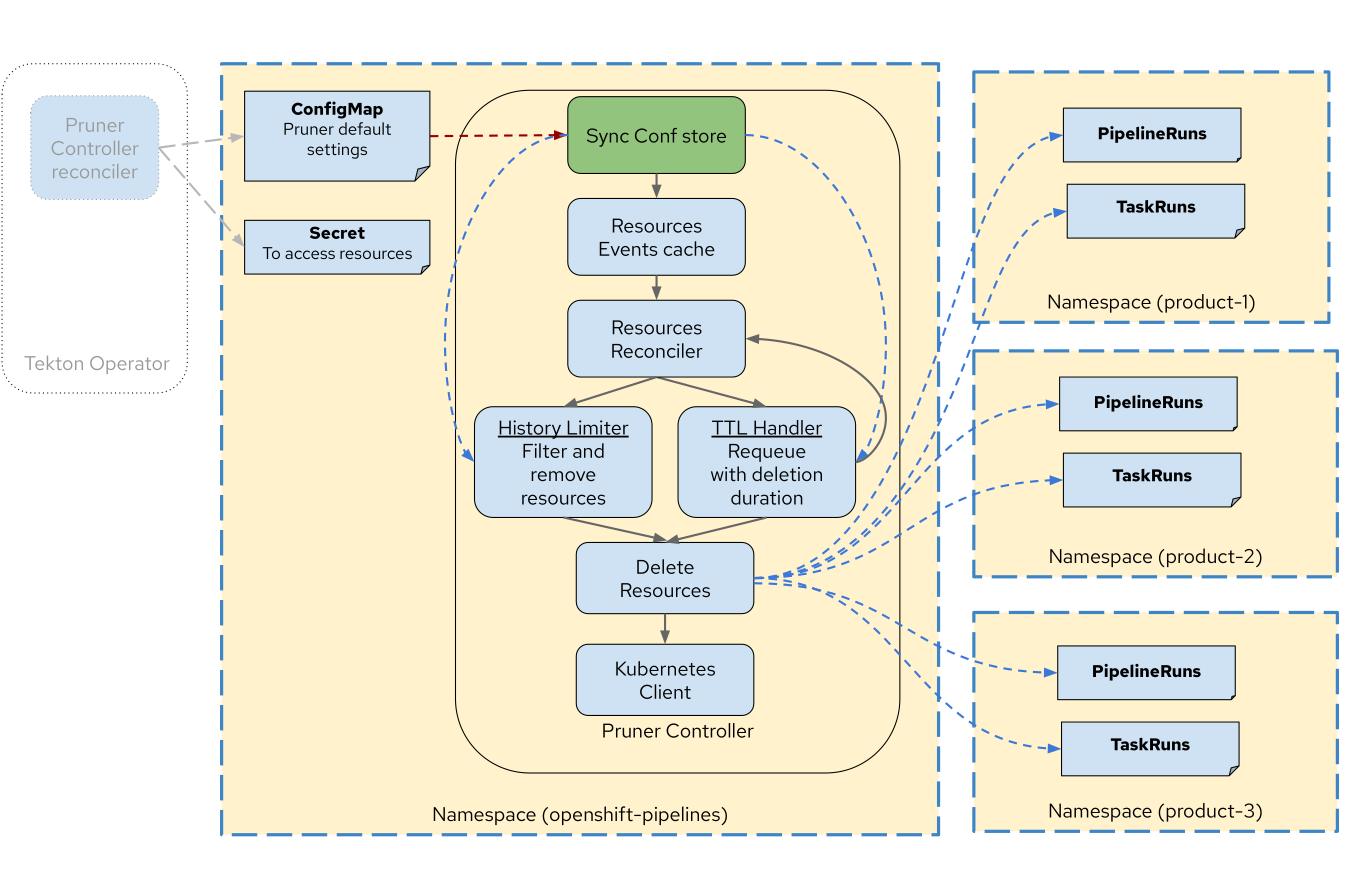 Pruner
Controller
reconciler
Tekton Operator
ConfigMap
Pruner default
settings
Secret
To access resources
Sync Conf store
Resources
Events cache
Resources
Reconciler
History Limiter
Filter and
remove
resources
TTL Handler
Requeue
with deletion
duration
Delete
Resources
Kubernetes
Client
Pruner Controller
Namespace (openshift-pipelines)
PipelineRuns
TaskRuns
Namespace (product-1)
PipelineRuns
TaskRuns
Namespace (product-2)
PipelineRuns
TaskRuns
Namespace (product-3)